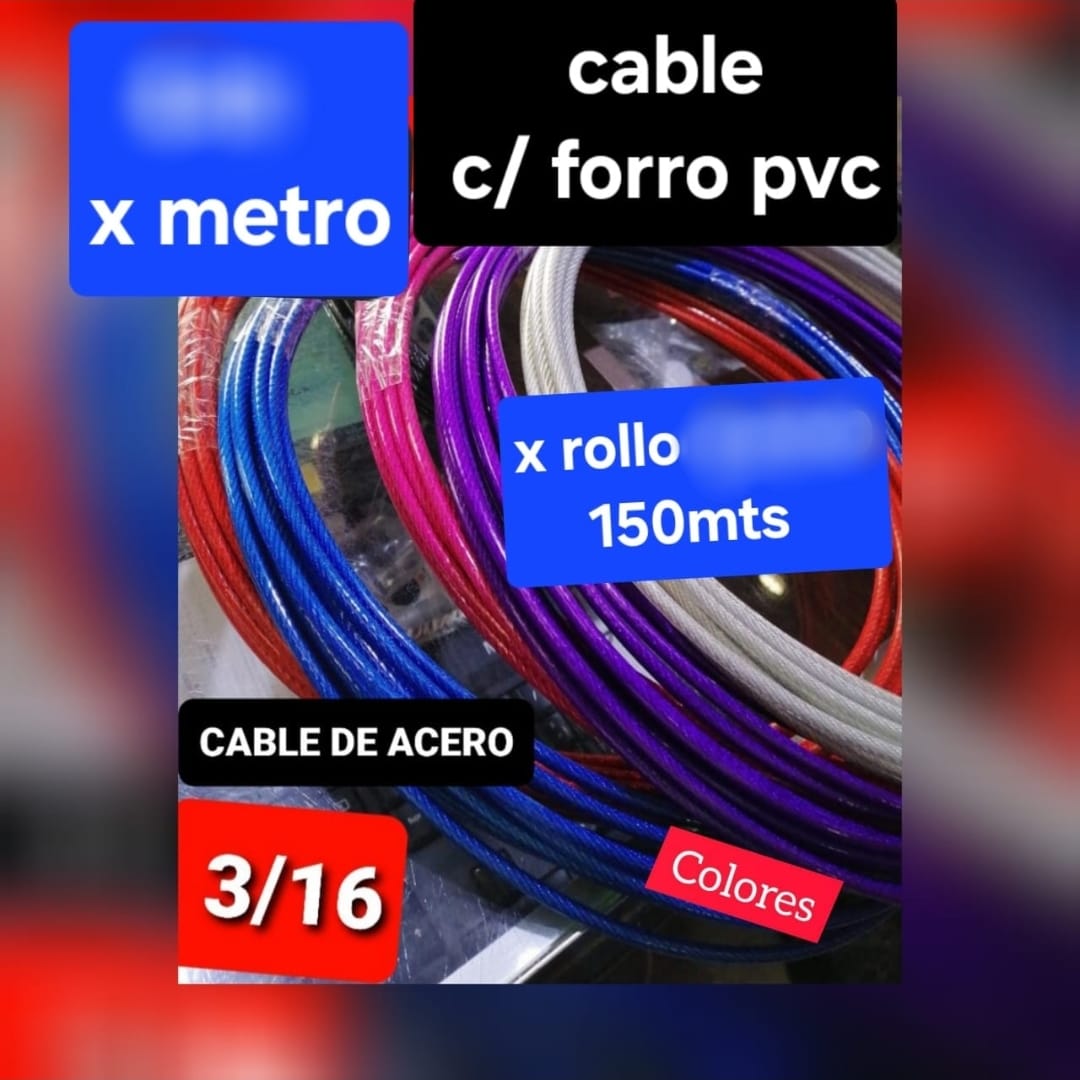 x metro
cable
c/ forro pvc
x rollo
150mts
CABLE DE ACERO
3/16
Colores